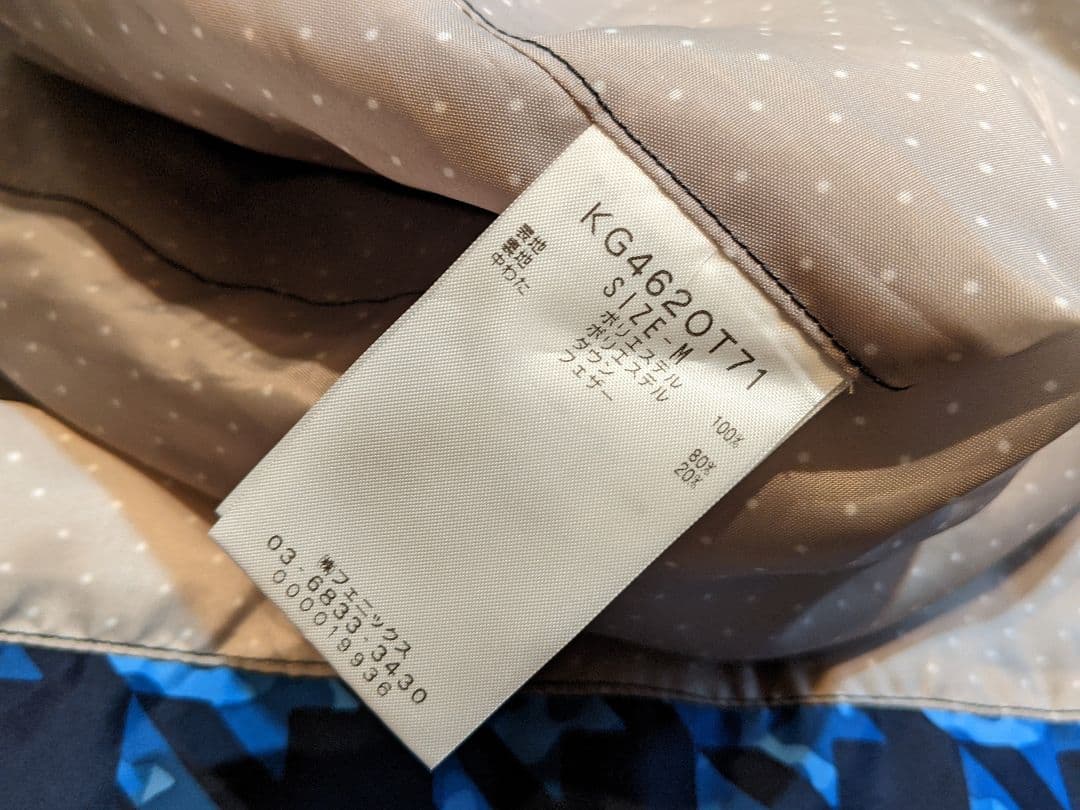 KG462OT71
SIZE-M
表地 ポリエステル 100%
裏地 ポリエステル
中わた ダウン 80%
フェザー 20%
㈱フェニックス
03-6833-3430
00019936